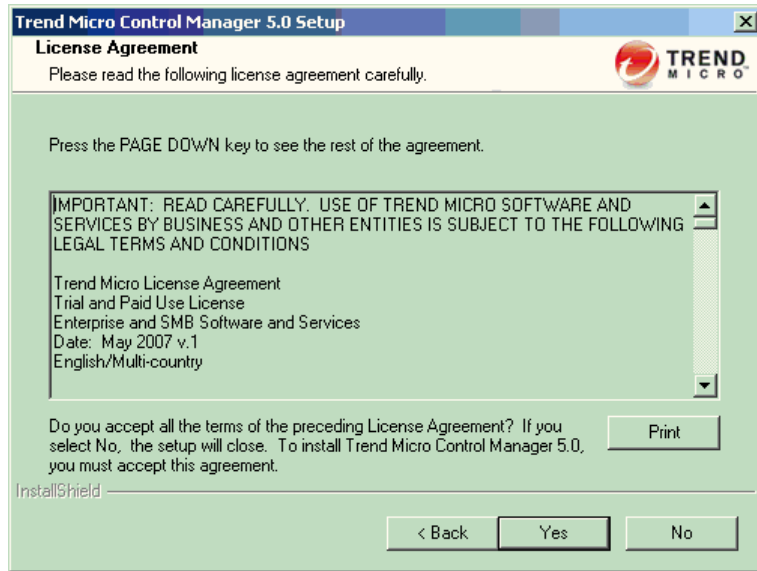 Trend Micro Control Manager 5.0 Setup
License Agreement
Please read the following license agreement carefully.
TREND
MICRO
Press the PAGE DOWN key to see the rest of the agreement.
IMPORTANT: READ CAREFULLY. USE OF TREND MICRO SOFTWARE AND
SERVICES BY BUSINESS AND OTHER ENTITIES IS SUBJECT TO THE FOLLOWING
LEGAL TERMS AND CONDITIONS
Trend Micro License Agreement
Trial and Paid Use License
Enterprise and SMB Software and Services
Date: May 2007 v.1
English/Multi-country
Do you accept all the terms of the preceding License Agreement? If you
select No, the setup will close. To install Trend Micro Control Manager 5.0,
you must accept this agreement.
Print
InstallShield
< Back
Yes
No